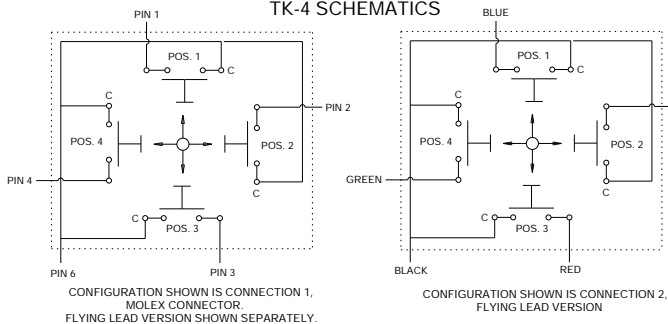 TK-4 SCHEMATICS
PIN 1
POS. 1
C
C
PIN 2
POS. 4
POS. 2
PIN 4
C
C
POS. 3
PIN 6
PIN 3
CONFIGURATION SHOWN IS CONNECTION 1,
MOLEX CONNECTOR.
FLYING LEAD VERSION SHOWN SEPARATELY.
BLUE
POS. 1
C
C
POS. 4
POS. 2
GREEN
C
C
POS. 3
BLACK
RED
CONFIGURATION SHOWN IS CONNECTION 2,
FLYING LEAD VERSION